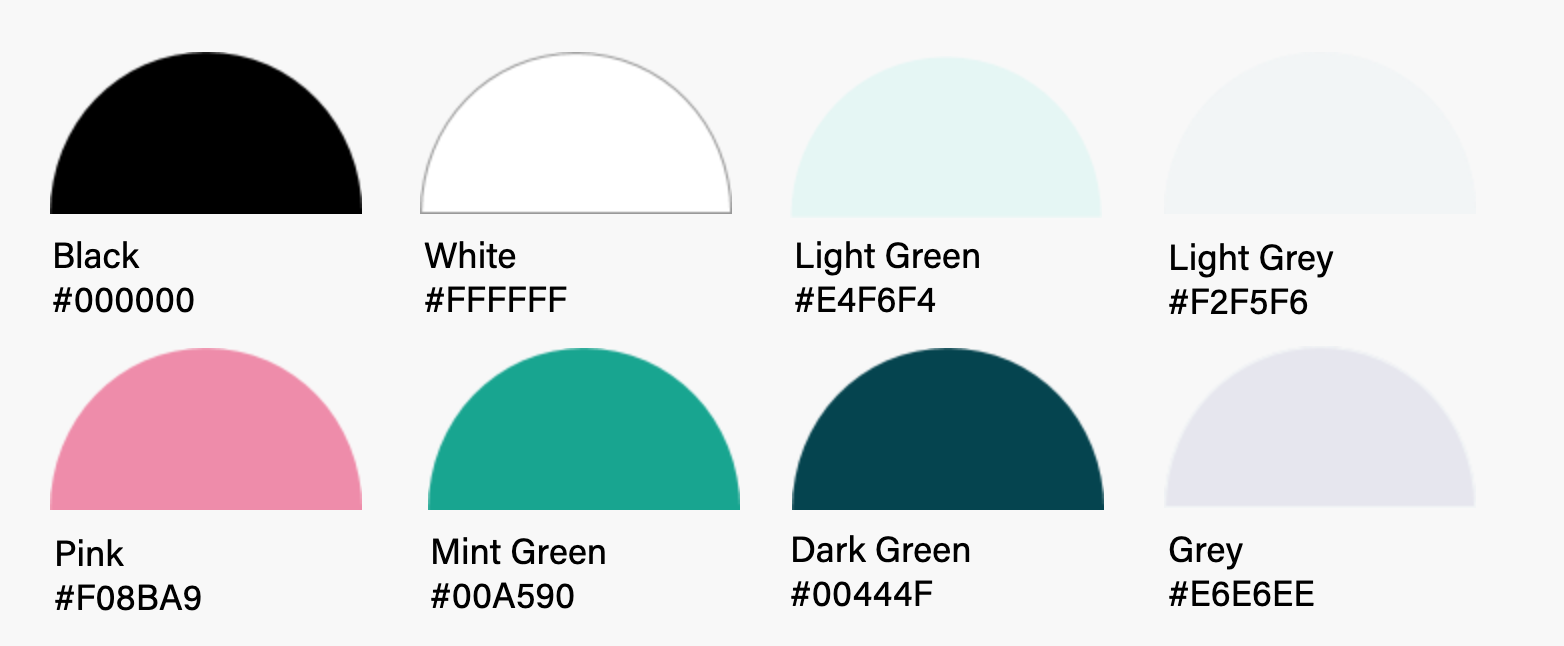 Black
#000000
White
#FFFFFF
Light Green
#E4F6F4
Light Grey
#F2F5F6
Pink
#F08BA9
Mint Green
#00A590
Dark Green
#00444F
Grey
#E6E6EE